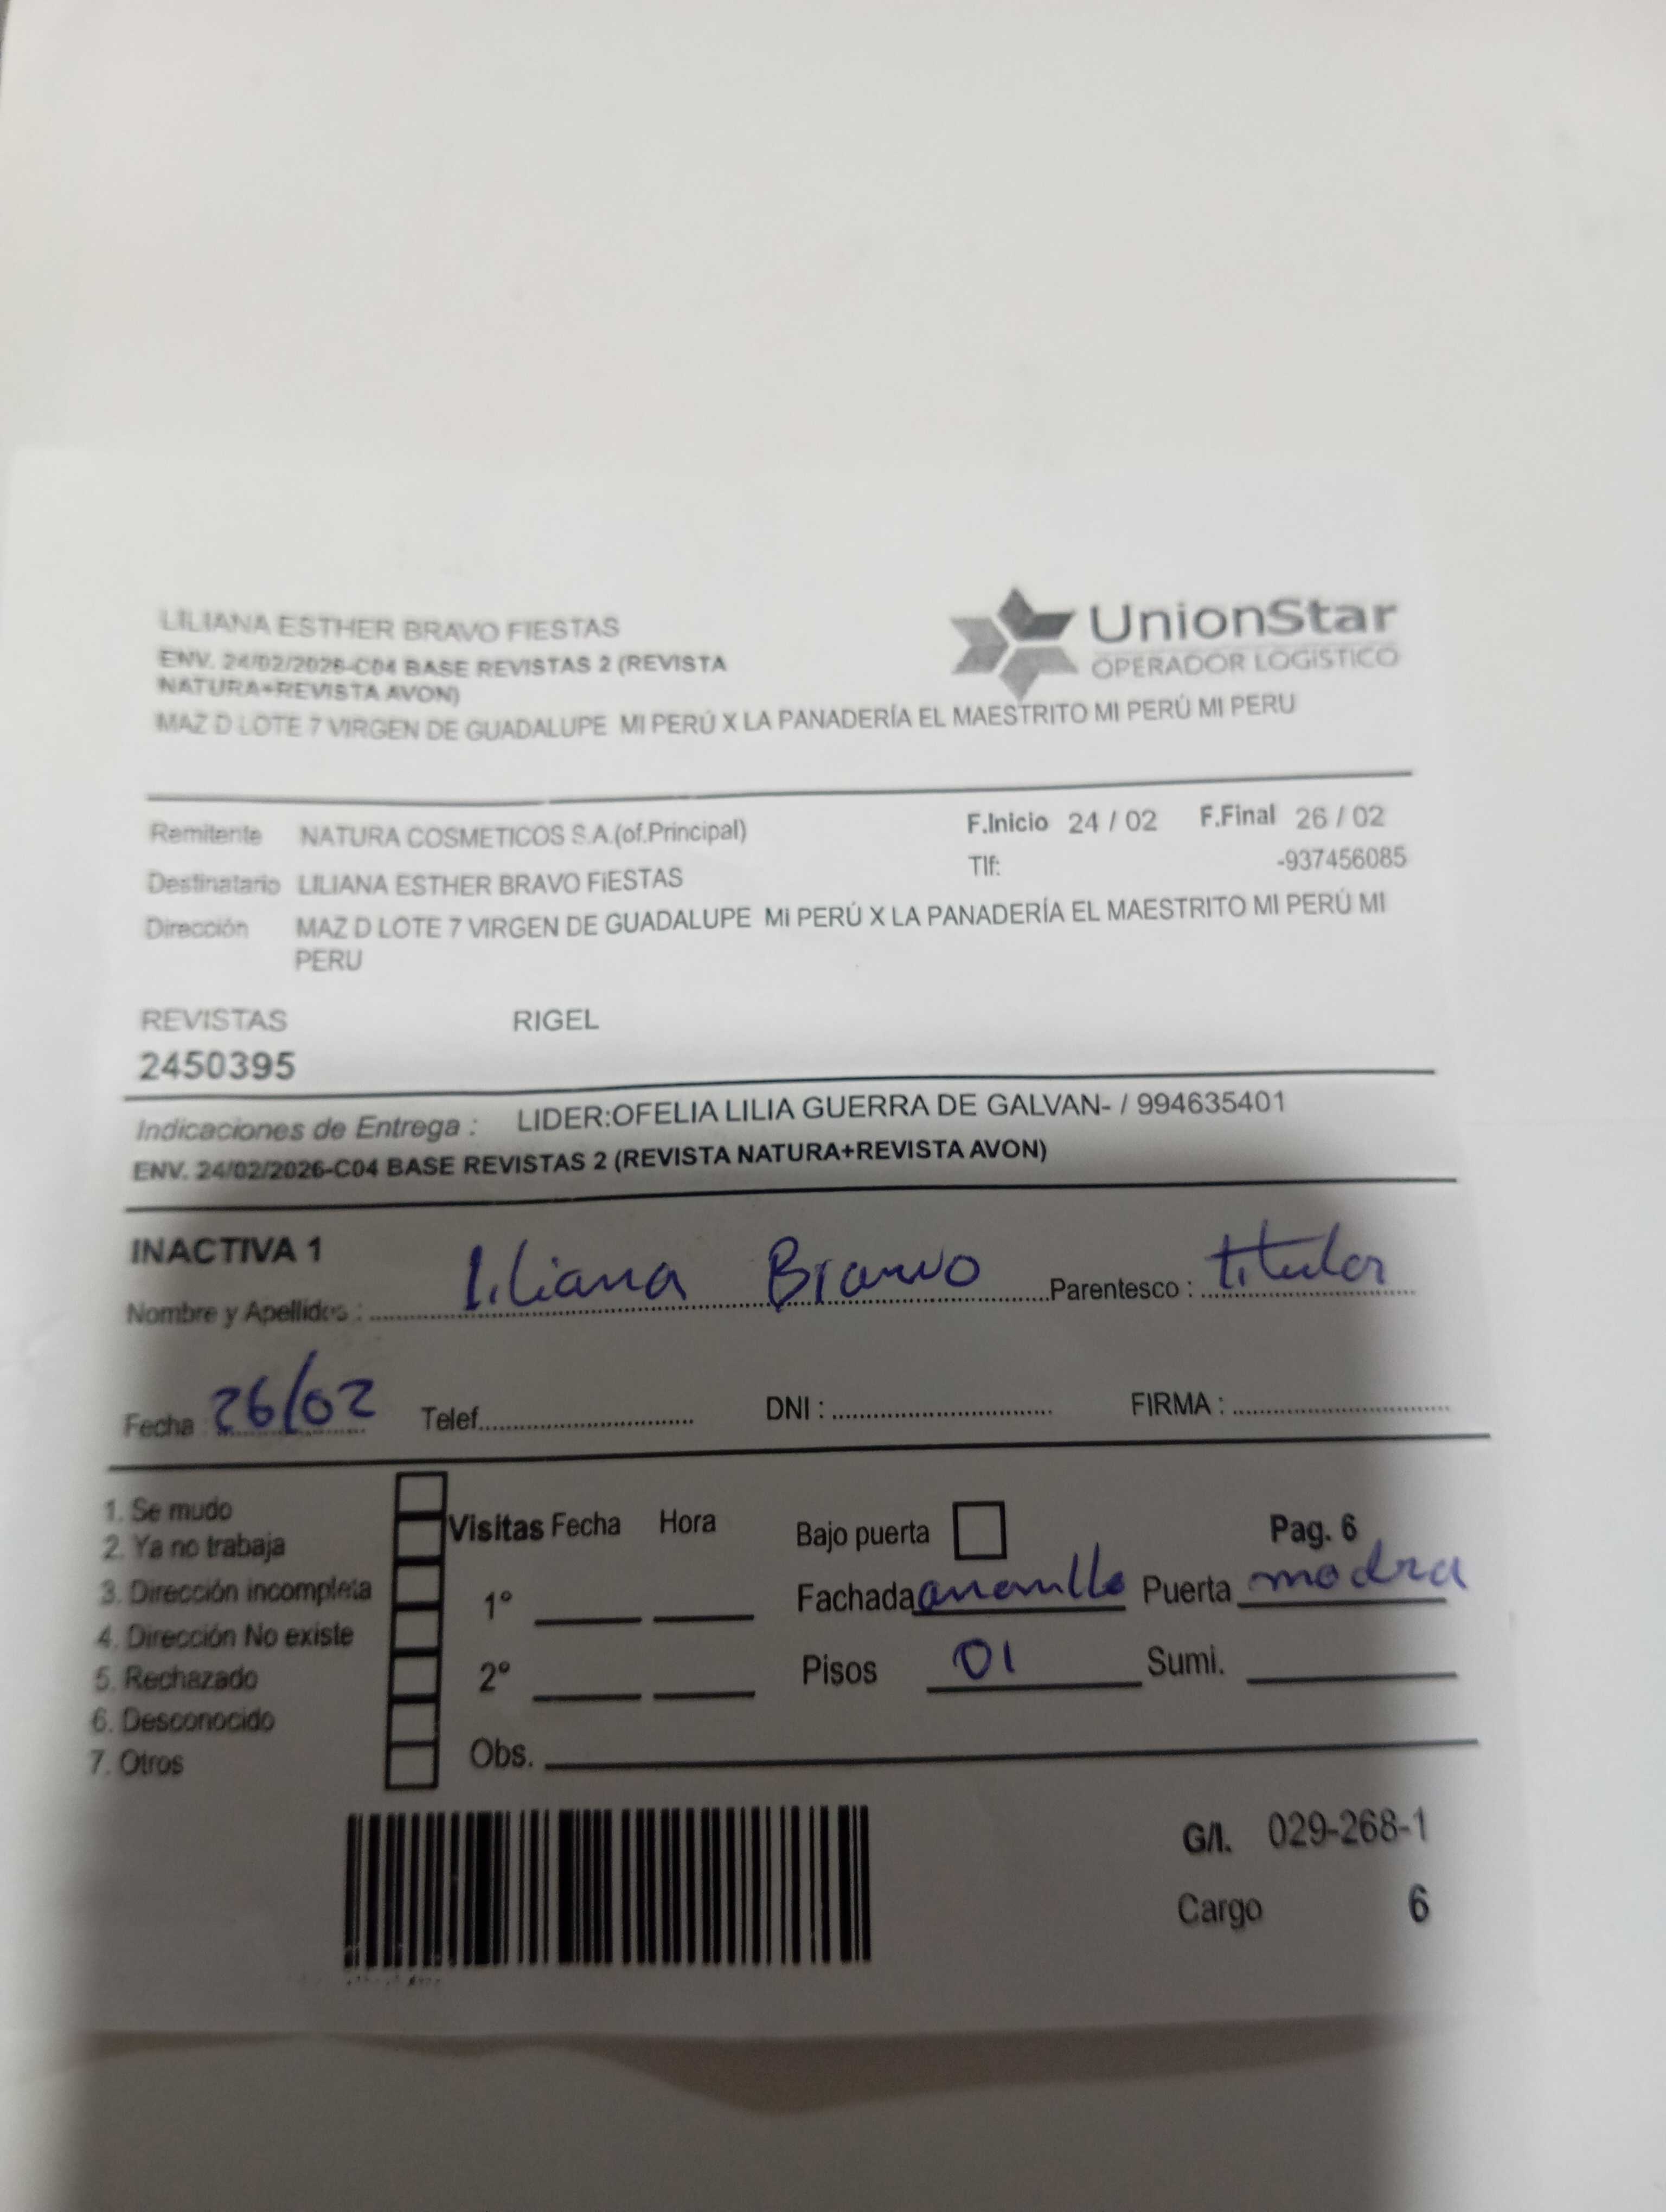 LILIANA ESTHER BRAVO FIESTAS
ENV. 24/02/2026-C04 BASE REVISTAS 2 (REVISTA
NATURA+REVISTA AVON)
MAZ D LOTE 7 VIRGEN DE GUADALUPE MI PERÚ X LA PANADERÍA EL MAESTRITO MI PERÚ MI PERU
UnionStar
OPERADOR LOGÍSTICO
Remitente NATURA COSMETICOS S.A.(of.Principal)
F.Inicio 24 / 02 F.Final 26 / 02
Tlf: -937456085
Destinatario LILIANA ESTHER BRAVO FIESTAS
Dirección MAZ D LOTE 7 VIRGEN DE GUADALUPE MI PERÚ X LA PANADERÍA EL MAESTRITO MI PERÚ MI
PERU
REVISTAS RIGEL
2450395
Indicaciones de Entrega : LIDER:OFELIA LILIA GUERRA DE GALVAN- / 994635401
ENV. 24/02/2026-C04 BASE REVISTAS 2 (REVISTA NATURA+REVISTA AVON)
INACTIVA 1
Nombre y Apellidos : Liliana Bravo Parentesco : titular
Fecha 26/02 Telef. DNI : FIRMA :
1. Se mudo
2. Ya no trabaja
3. Dirección incompleta
4. Dirección No existe
5. Rechazado
6. Desconocido
7. Otros
Visitas Fecha Hora
1°
2°
Obs.
Bajo puerta Pag. 6
Fachada amarillo Puerta madra
Pisos 01 Sumi.
G/I. 029-268-1
Cargo 6